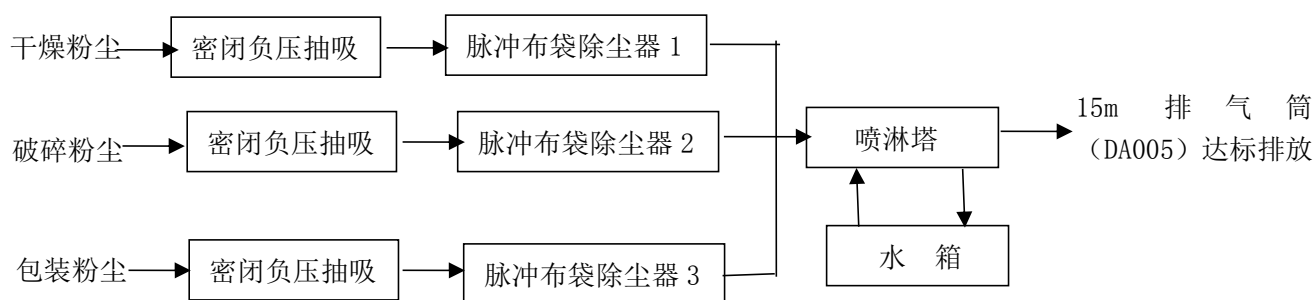 干燥粉尘
密闭负压抽吸
脉冲布袋除尘器 1
破碎粉尘
密闭负压抽吸
脉冲布袋除尘器 2
喷淋塔
15m 排 气 筒
（DA005）达标排放
包装粉尘
密闭负压抽吸
脉冲布袋除尘器 3
水 箱